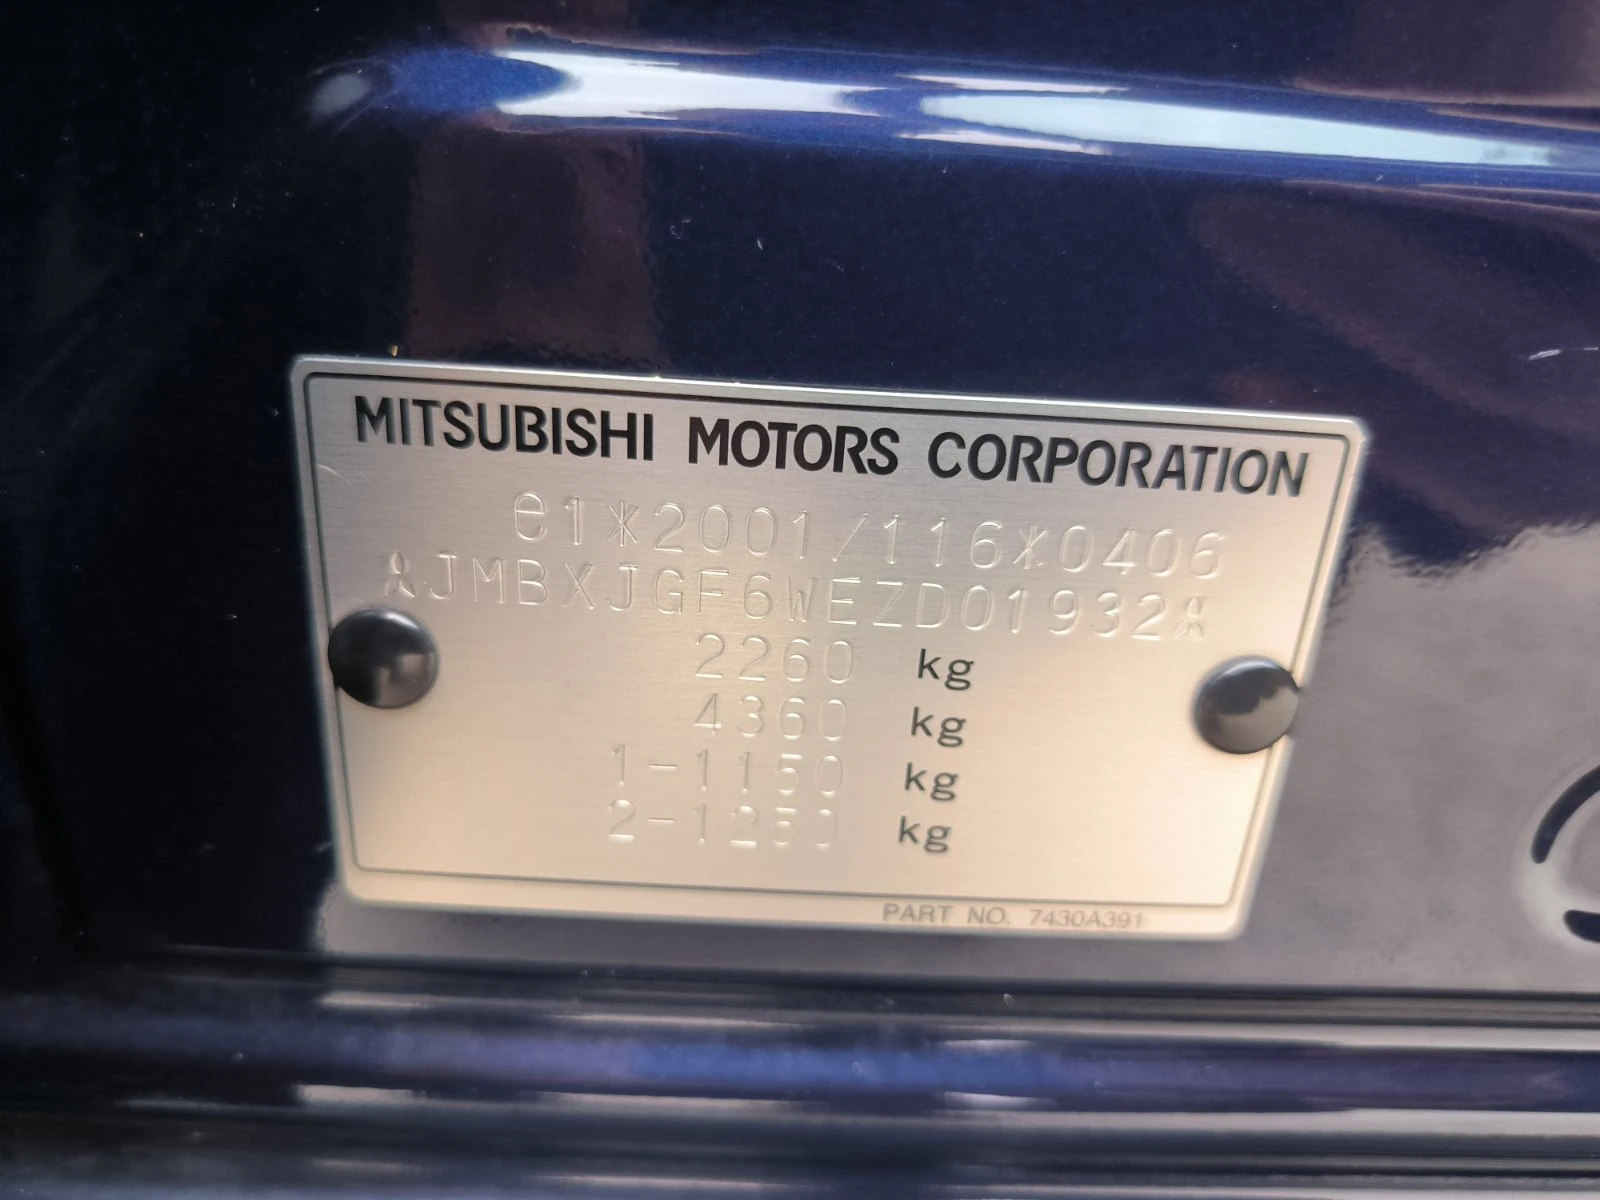 MITSUBISHI MOTORS CORPORATION
e1*2001/116*0406
JMBXJGF6WEZD01932
2260 kg
4360 kg
1-1150 kg
2-1250 kg
PART NO. 7430A391